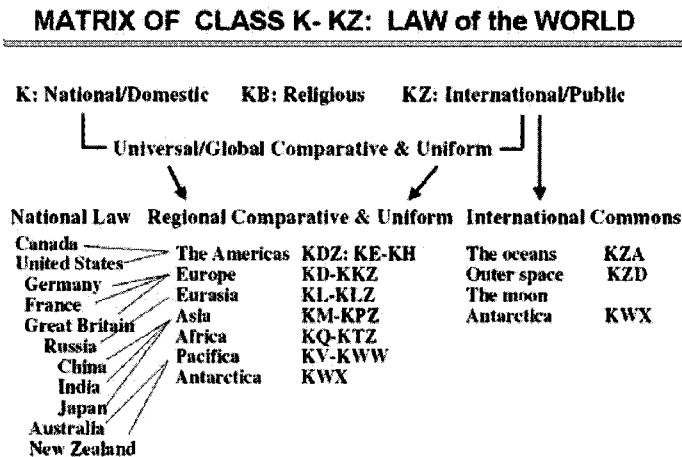 MATRIX OF CLASS K- KZ: LAW of the WORLD
K: National/Domestic KB: Religious KZ: International/Public
Universal/Global Comparative & Uniform
National Law Regional Comparative & Uniform International Commons
Canada
United States
Germany
France
Great Britain
Russia
China
India
Japan
Australia
New Zealand
The Americas KDZ: KE-KH
Europe KD-KKZ
Eurasia KL-KLZ
Asia KM-KPZ
Africa KQ-KTZ
Pacifica KV-KWW
Antarctica KWX
The oceans KZA
Outer space KZD
The moon
Antarctica KWX